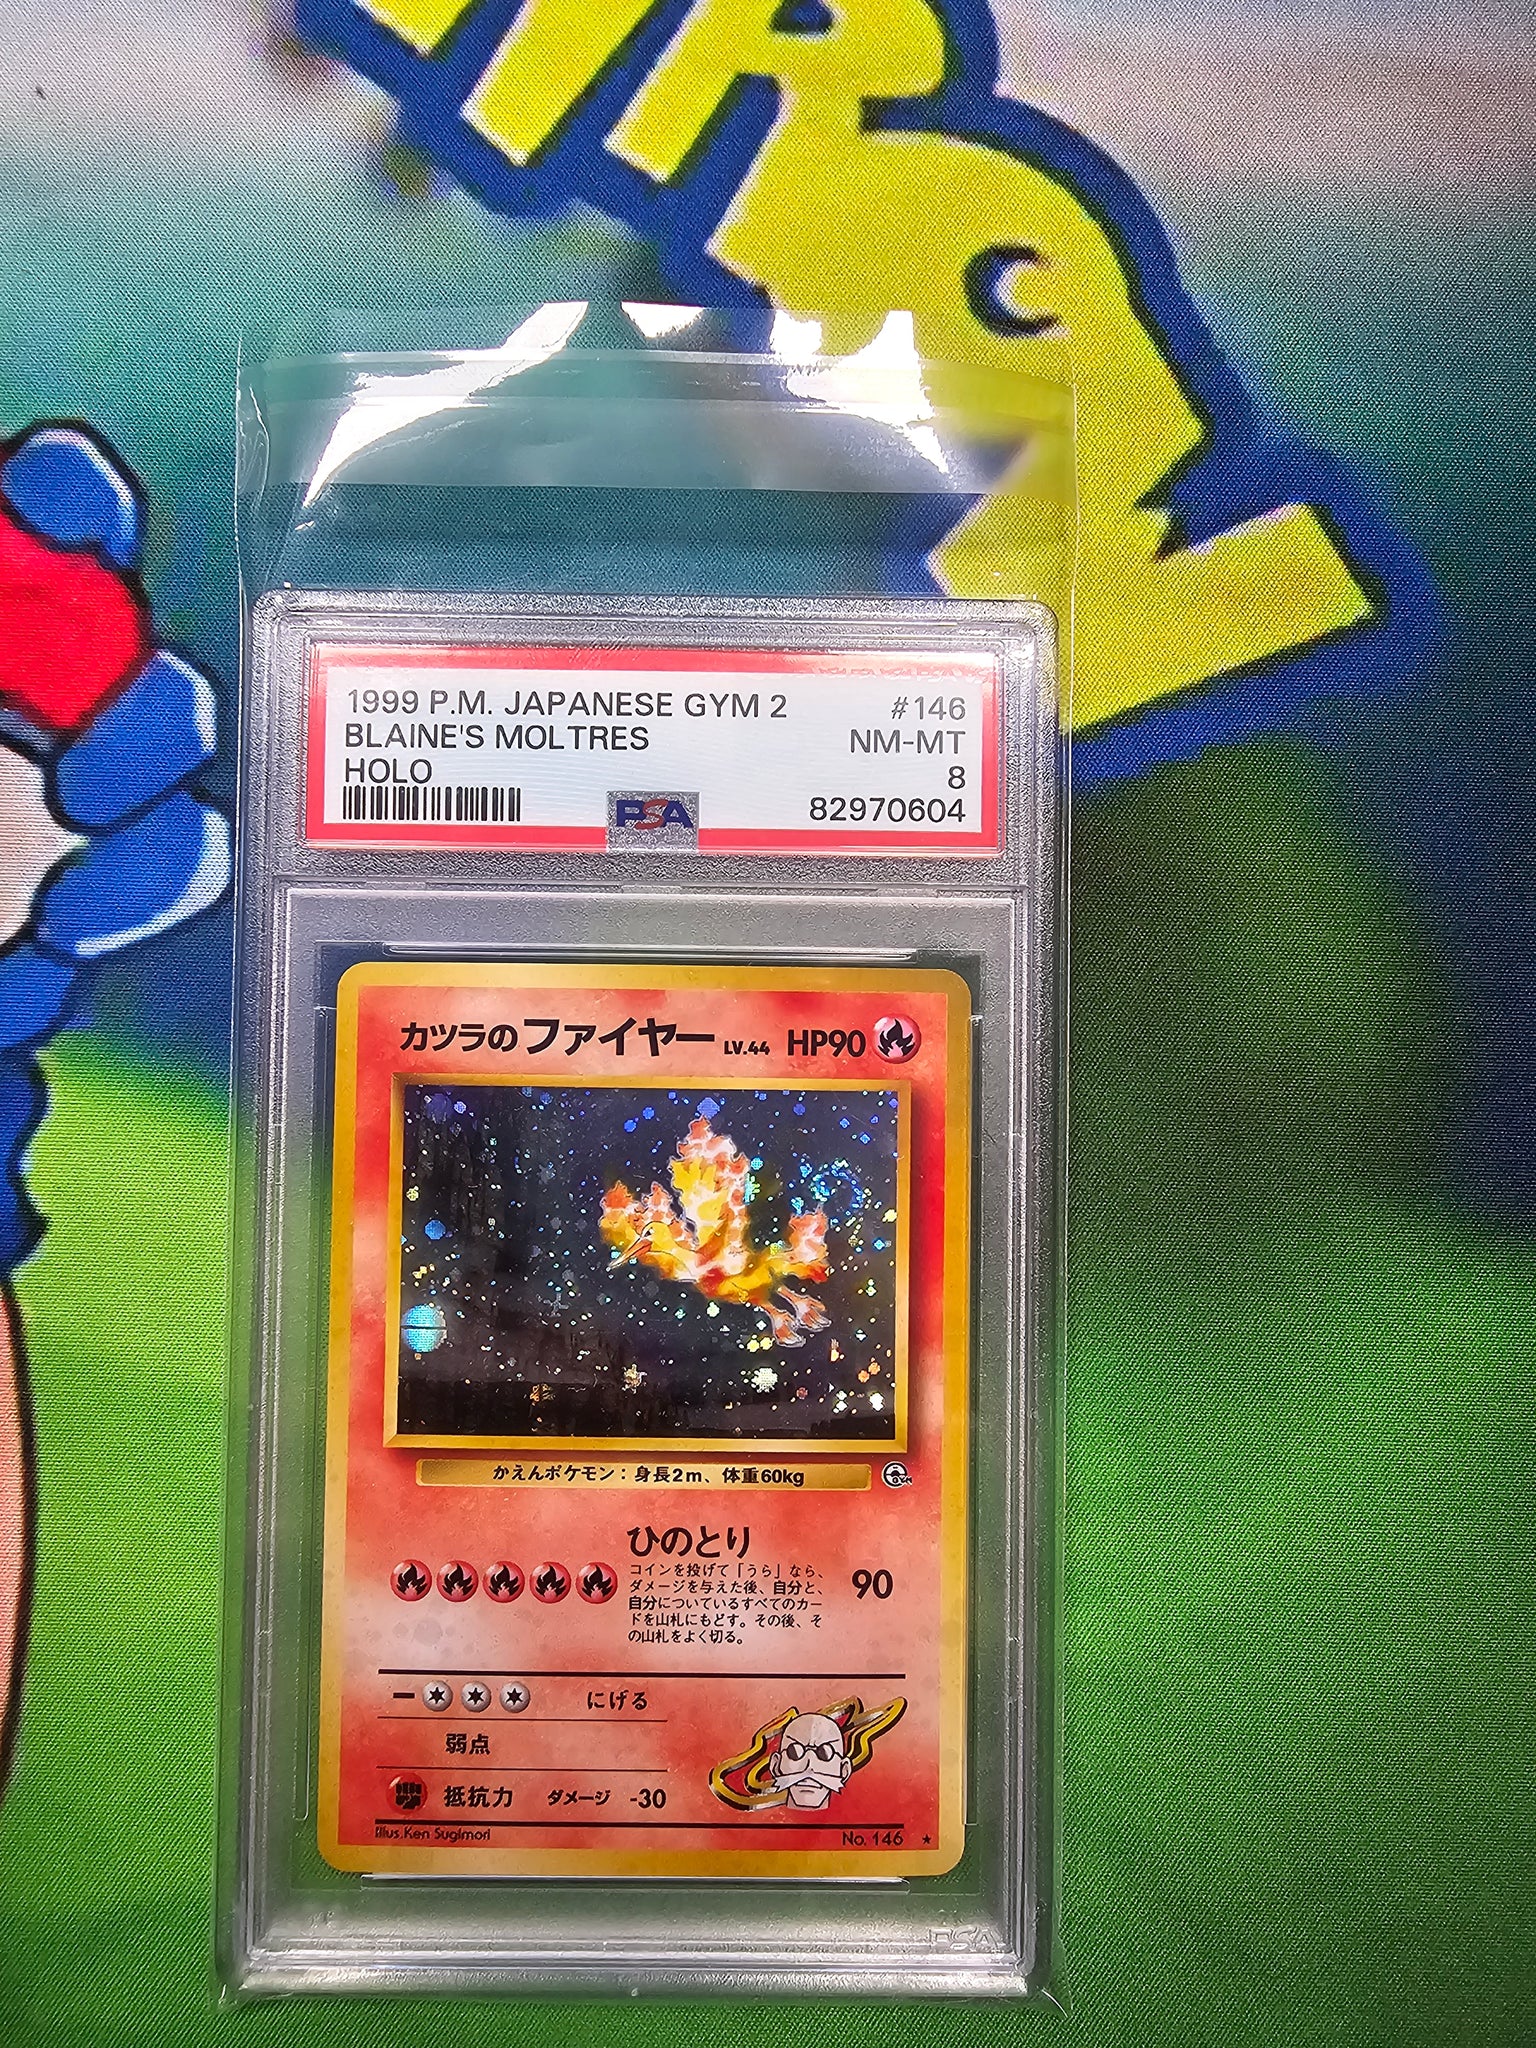 TR
1999 P.M. JAPANESE GYM 2 #146
BLAINE'S MOLTRES NM-MT
HOLO 8
PSA 82970604
カツラのファイヤー LV.44 HP90
かえんポケモン：身長2m、体重60kg
GYM
ひのとり
コインを投げて「うら」なら、
ダメージを与えた後、自分と、
自分についているすべてのカー
ドを山札にもどす。その後、そ
の山札をよく切る。
90
にげる
弱点
抵抗力 ダメージ -30
Illus.Ken Sugimori No. 146 ★
PSA